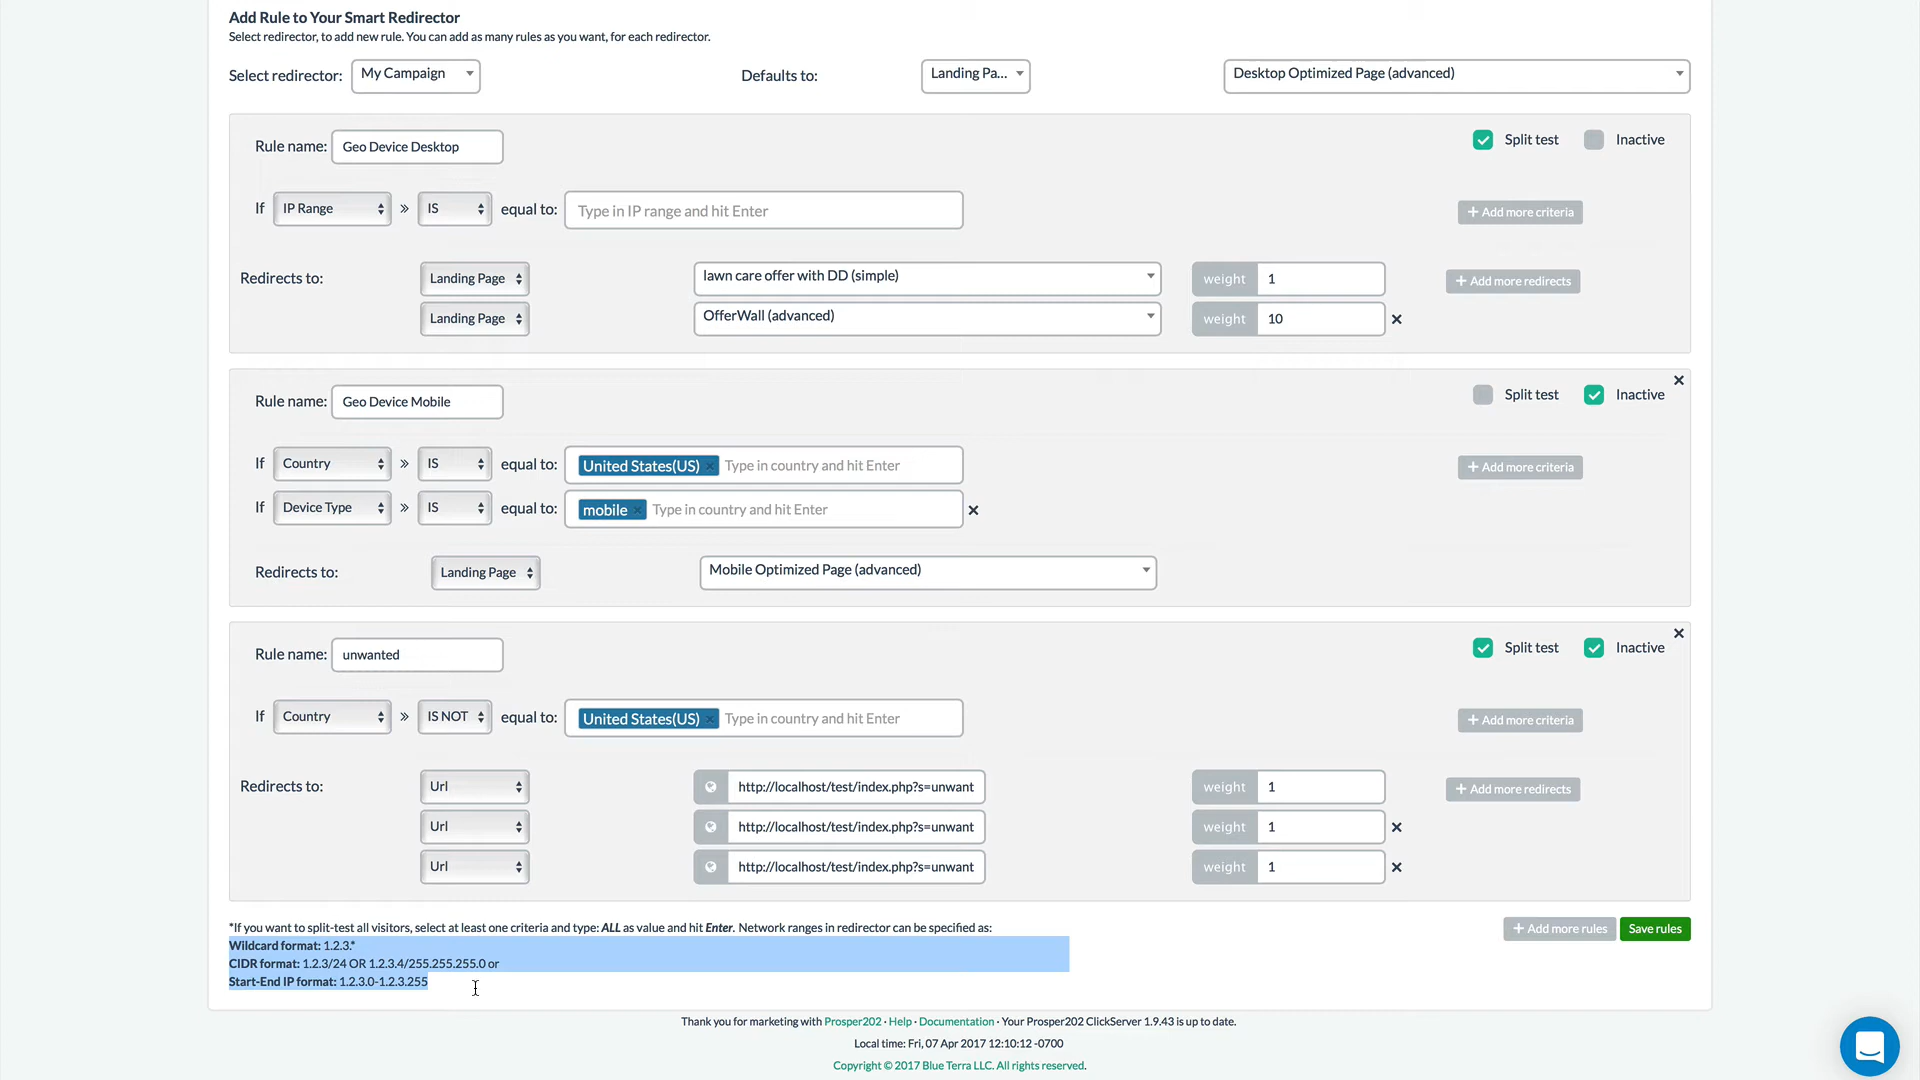 Add Rule to Your Smart Redirector
Select redirector, to add new rule. You can add as many rules as you want, for each redirector.
Select redirector: My Campaign Defaults to: Landing Pa... Desktop Optimized Page (advanced)
Rule name: Geo Device Desktop Split test Inactive
If IP Range » IS equal to: Type in IP range and hit Enter + Add more criteria
Redirects to: Landing Page lawn care offer with DD (simple) weight 1 + Add more redirects
Landing Page OfferWall (advanced) weight 10 ×
×
Rule name: Geo Device Mobile Split test Inactive
If Country » IS equal to: United States(US) × Type in country and hit Enter + Add more criteria
If Device Type » IS equal to: mobile × Type in country and hit Enter ×
Redirects to: Landing Page Mobile Optimized Page (advanced)
×
Rule name: unwanted Split test Inactive
If Country » IS NOT equal to: United States(US) × Type in country and hit Enter + Add more criteria
Redirects to: Url http://localhost/test/index.php?s=unwant weight 1 + Add more redirects
Url http://localhost/test/index.php?s=unwant weight 1 ×
Url http://localhost/test/index.php?s=unwant weight 1 ×
*If you want to split-test all visitors, select at least one criteria and type: ALL as value and hit Enter. Network ranges in redirector can be specified as: + Add more rules Save rules
Wildcard format: 1.2.3.*
CIDR format: 1.2.3/24 OR 1.2.3.4/255.255.255.0 or
Start-End IP format: 1.2.3.0-1.2.3.255
Thank you for marketing with Prosper202 · Help · Documentation · Your Prosper202 ClickServer 1.9.43 is up to date.
Local time: Fri, 07 Apr 2017 12:10:12 -0700
Copyright © 2017 Blue Terra LLC. All rights reserved.